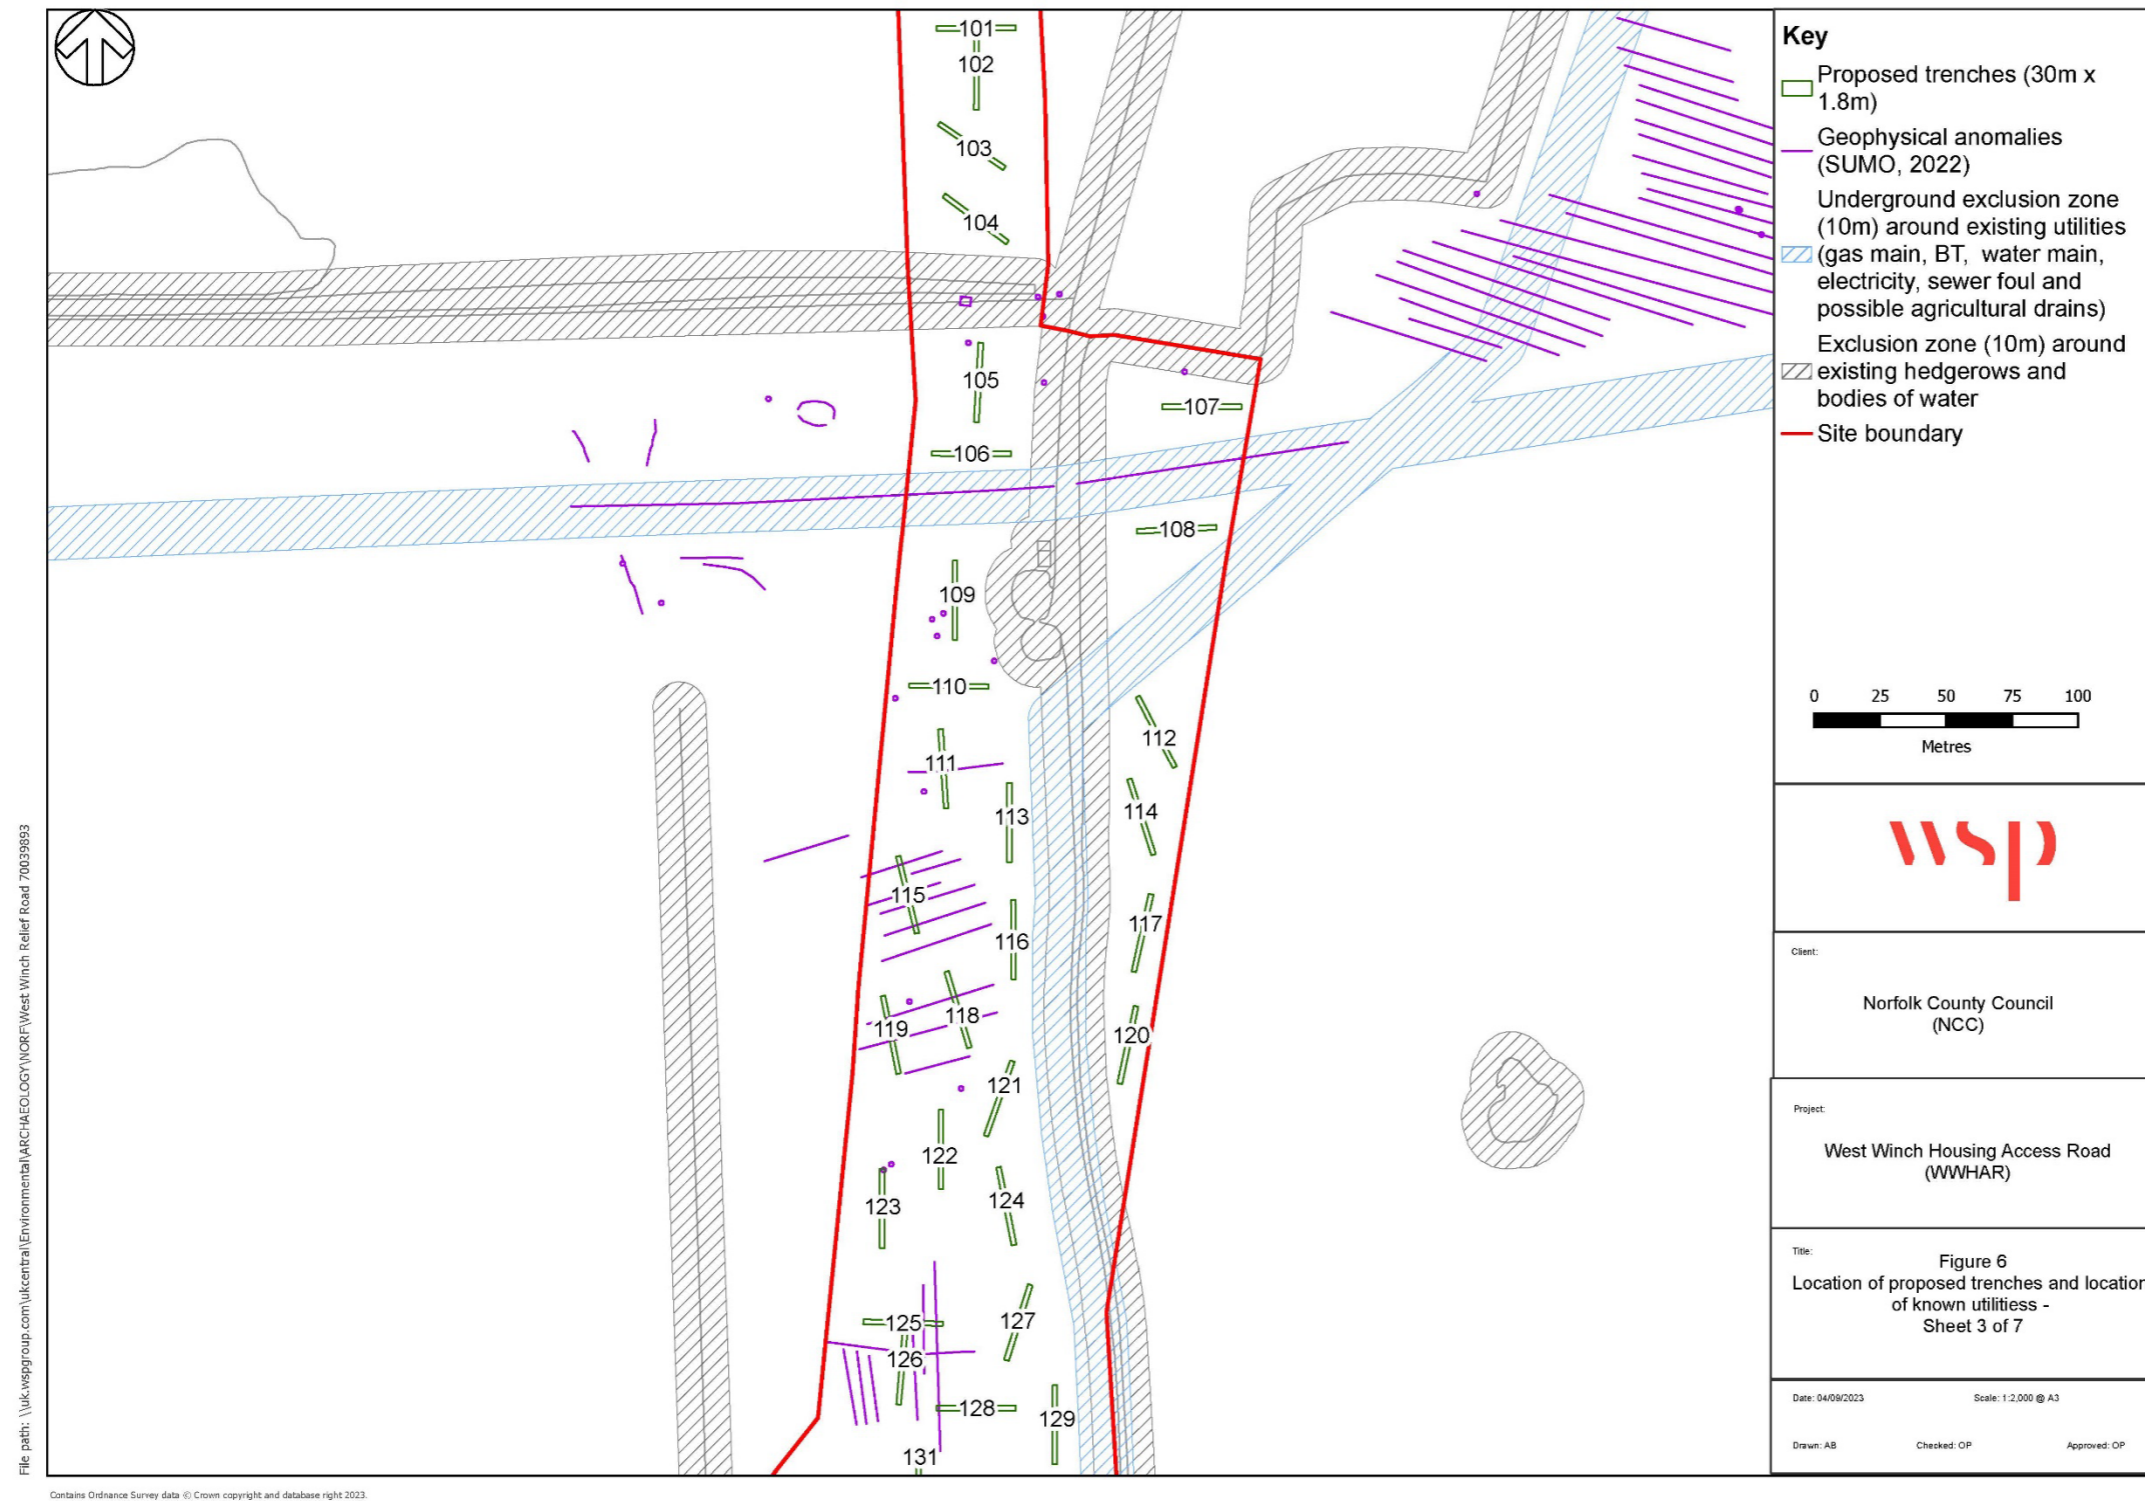 101
102
103
104
105
107
106
108
109
110
112
111
114
113
115
117
116
118
119
120
121
122
123
124
125
127
126
128
129
131
Key
Proposed trenches (30m x
1.8m)
Geophysical anomalies
(SUMO, 2022)
Underground exclusion zone
(10m) around existing utilities
(gas main, BT, water main,
electricity, sewer foul and
possible agricultural drains)
Exclusion zone (10m) around
existing hedgerows and
bodies of water
Site boundary
0 25 50 75 100
Metres
wsp
Client:
Norfolk County Council
(NCC)
Project:
West Winch Housing Access Road
(WWHAR)
Title:
Figure 6
Location of proposed trenches and location
of known utilitiess -
Sheet 3 of 7
Date: 04/09/2023 Scale: 1:2,000 @ A3
Drawn: AB Checked: OP Approved: OP
File path: \\uk.wspgroup.com\ukcentral\Environmental\ARCHAEOLOGY\NORF\West Winch Relief Road 70039893
Contains Ordnance Survey data © Crown copyright and database right 2023.